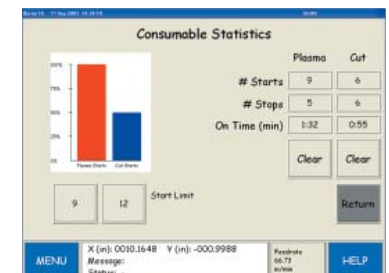 Consumable Statistics
Plasma Cut
# Starts 9 6
# Stops 5 6
On Time (min) 1:32 0:55
Clear Clear
100%
75%
50%
25%
0%
Plasma Starts Cut Starts
9 12 Start Limit
Return
MENU
X (in): 0010.1648 Y (in): -000.9988
Message:
Status:
Feedrate
66.73
in/min
HELP